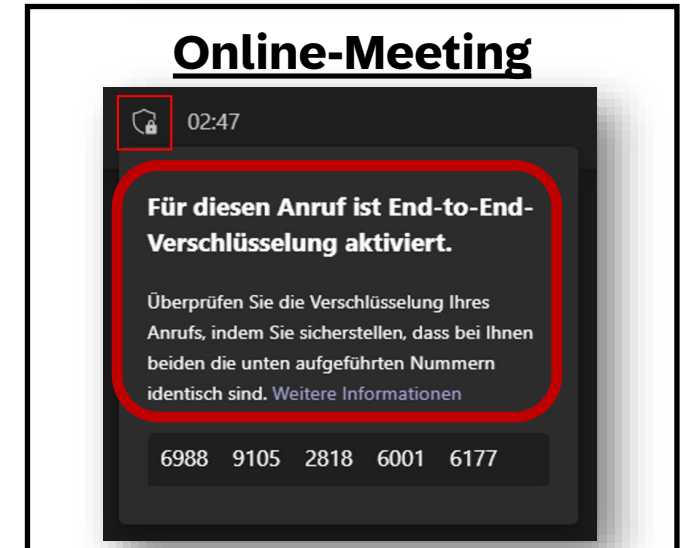 Online-Meeting
02:47
Für diesen Anruf ist End-to-End-
Verschlüsselung aktiviert.
Überprüfen Sie die Verschlüsselung Ihres
Anrufs, indem Sie sicherstellen, dass bei Ihnen
beiden die unten aufgeführten Nummern
identisch sind. Weitere Informationen
6988 9105 2818 6001 6177